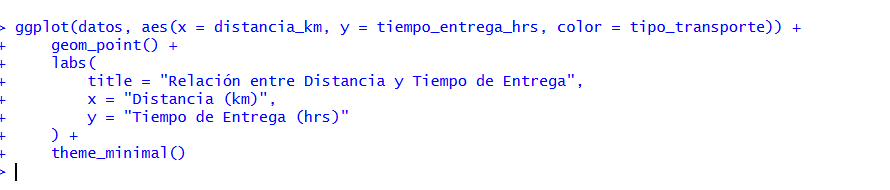 > ggplot(datos, aes(x = distancia_km, y = tiempo_entrega_hrs, color = tipo_transporte)) +
+     geom_point() +
+     labs(
+         title = "Relación entre Distancia y Tiempo de Entrega",
+         x = "Distancia (km)",
+         y = "Tiempo de Entrega (hrs)"
+     ) +
+     theme_minimal()
>